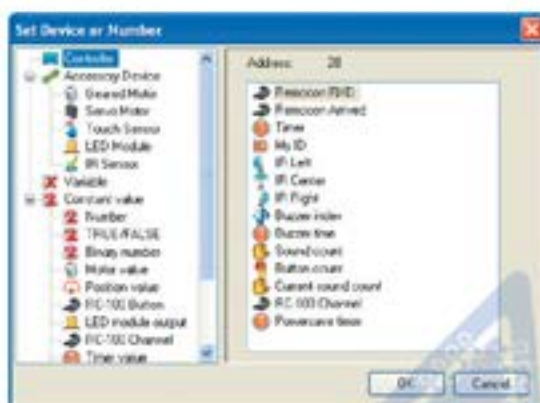 Set Device or Number
Controller
Accessory Device
Geared Motor
Servo Motor
Touch Sensor
LED Module
IR Sensor
Variable
Constant value
Number
TRUE/FALSE
Binary number
Motor value
Position value
RC-100 Button
LED module output
RC-100 Channel
Timer value
Address: 28
Remocon RXD
Remocon Arrived
Timer
My ID
IR Left
IR Center
IR Right
Buzzer index
Buzzer time
Sound count
Button count
Current sound count
RC-100 Channel
Powersave timer
OK
Cancel